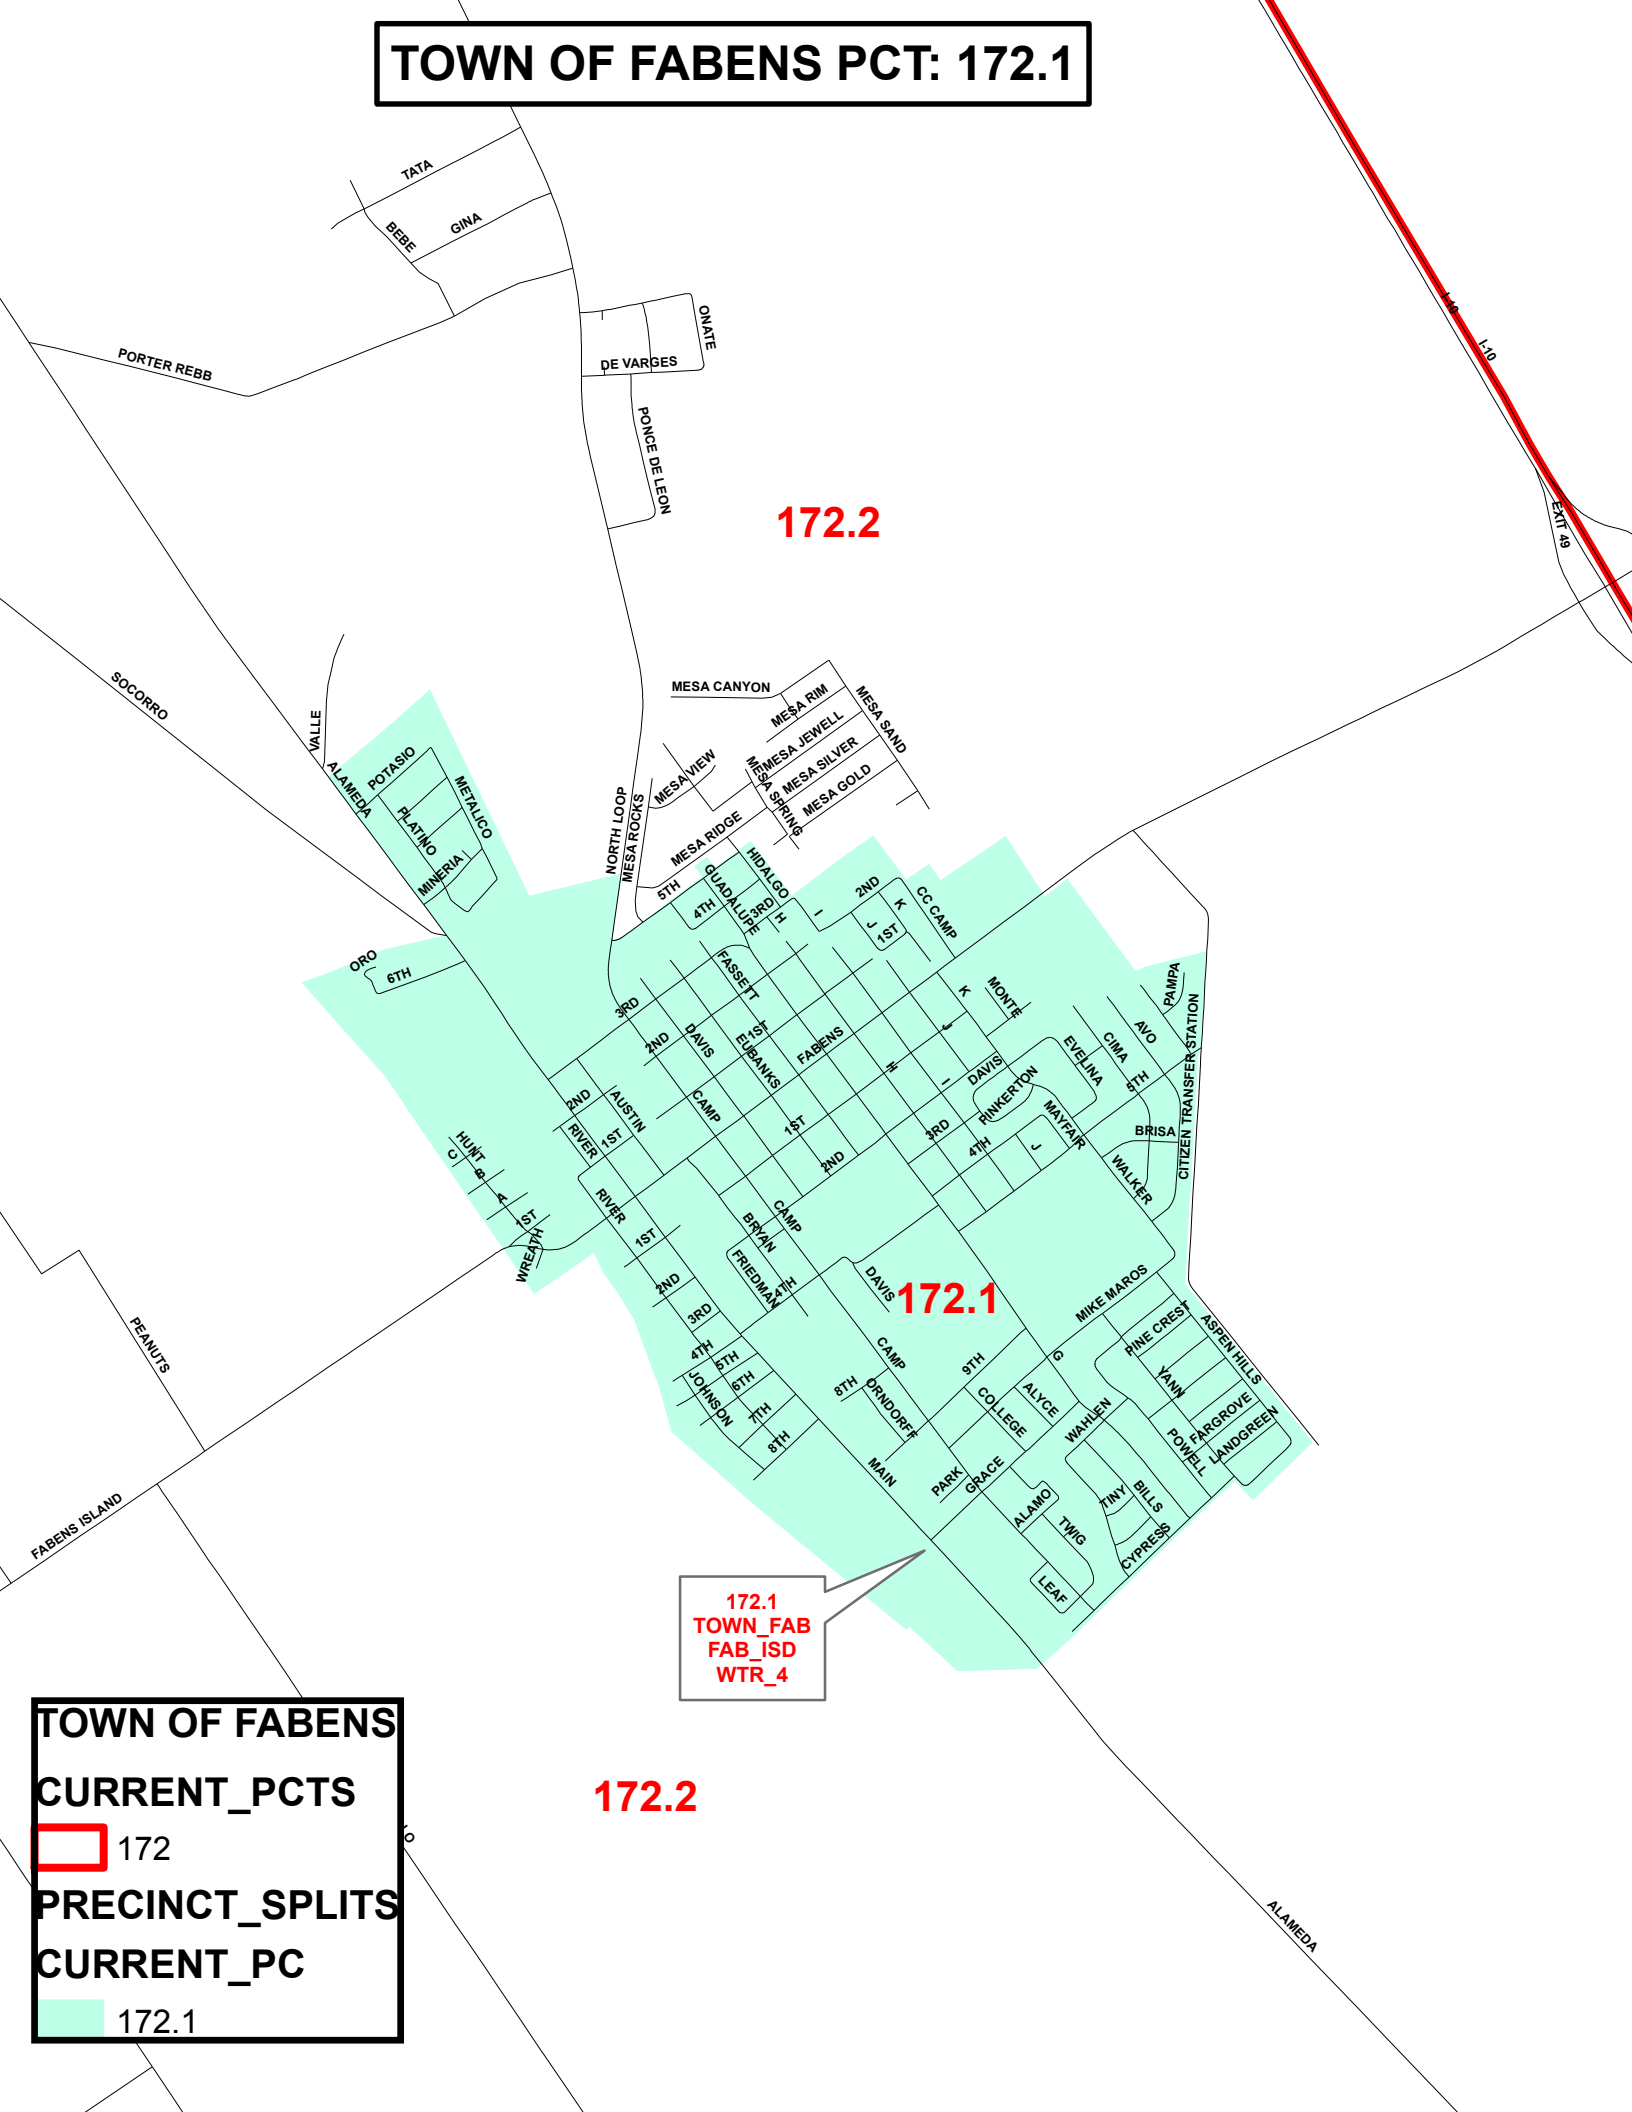 TOWN OF FABENS PCT: 172.1
TATA
GINA
BEBE
ONATE
I-10
I-10
PORTER REBB
DE VARGES
PONCE DE LEON
172.2
EXIT 49
SOCORRO
VALLE
MESA CANYON
MESA RIM
MESA SAND
MESA JEWELL
MESA SILVER
MESA GOLD
MESA SPRING
MESA VIEW
MESA RIDGE
MESA ROCKS
NORTH LOOP
ALAMEDA
POTASIO
PLATINO
METALICO
MINERIA
ORO
6TH
5TH
4TH
GUADALUPE
HIDALGO
3RD
H
I
2ND
K
J
1ST
CC CAMP
3RD
2ND
FASSETT
DAVIS
1ST
EUBANKS
FABENS
CAMP
K
J
H
I
MONTE
PAMPA
AVO
CIMA
EVELINA
5TH
CITIZEN TRANSFER STATION
DAVIS
PINKERTON
MAYFAIR
BRISA
WALKER
1ST
2ND
3RD
4TH
J
2ND
AUSTIN
RIVER
1ST
HUNT
C
B
A
1ST
WREATH
RIVER
1ST
2ND
3RD
4TH
5TH
6TH
7TH
8TH
JOHNSON
BRYAN
CAMP
FRIEDMAN
4TH
DAVIS
172.1
MIKE MAROS
PINE CREST
ASPEN HILLS
YANN
FARGROVE
LANDGREEN
POWELL
G
9TH
CAMP
8TH
ORNDORFF
COLLEGE
ALYCE
WAHLEN
MAIN
PARK
GRACE
ALAMO
TWIG
TINY
BILLS
CYPRESS
LEAF
PEANUTS
FABENS ISLAND
172.1
TOWN_FAB
FAB_ISD
WTR_4
172.2
ALAMEDA
TOWN OF FABENS
CURRENT_PCTS
172
PRECINCT_SPLITS
CURRENT_PC
172.1